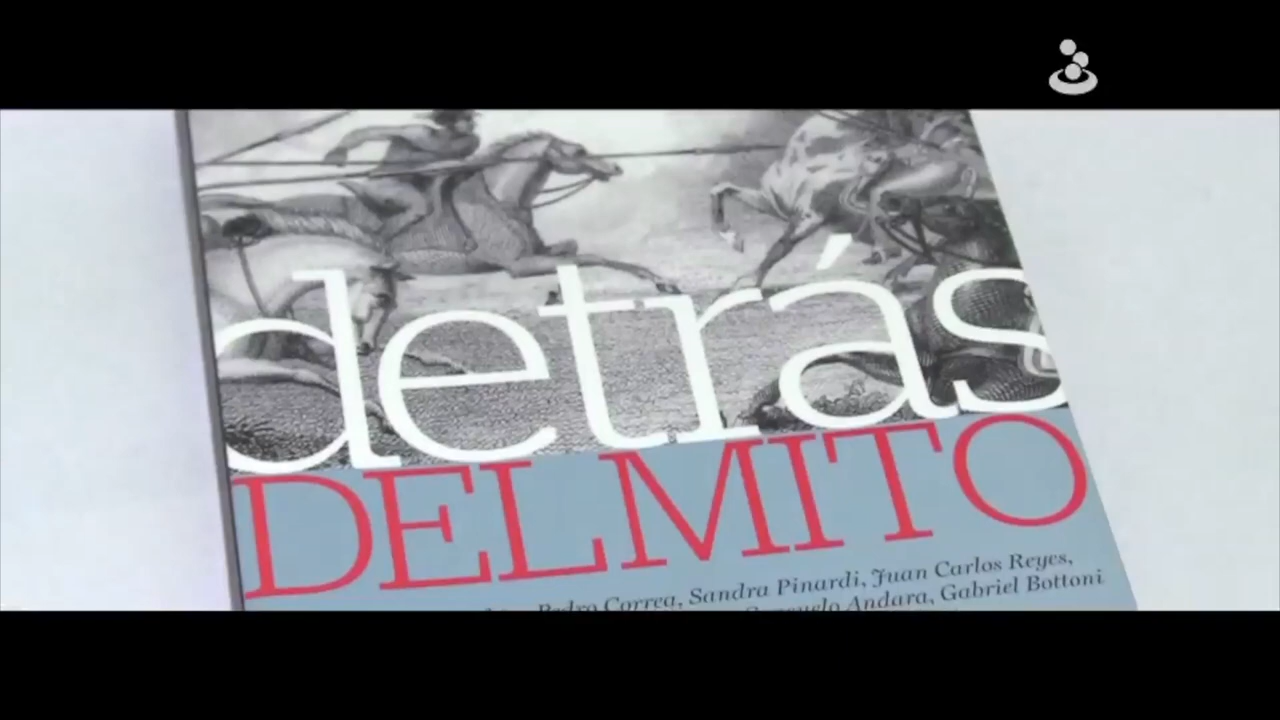 detrás
DEL MITO
Pedro Correa, Sandra Pinardi, Juan Carlos Reyes,
Andara, Gabriel Bottoni